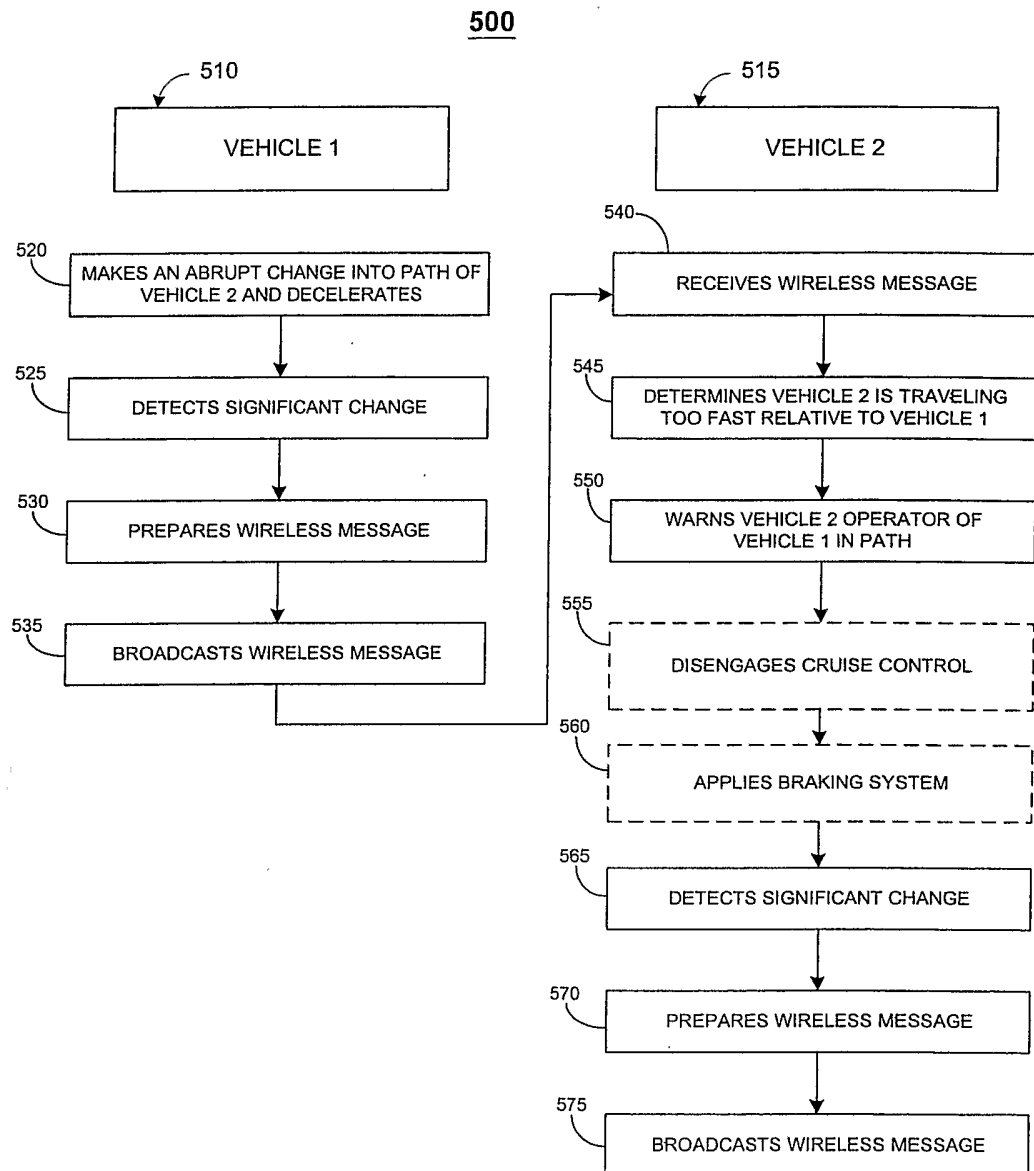 500
510
VEHICLE 1
520
MAKES AN ABRUPT CHANGE INTO PATH OF
VEHICLE 2 AND DECELERATES
525
DETECTS SIGNIFICANT CHANGE
530
PREPARES WIRELESS MESSAGE
535
BROADCASTS WIRELESS MESSAGE
515
VEHICLE 2
540
RECEIVES WIRELESS MESSAGE
545
DETERMINES VEHICLE 2 IS TRAVELING
TOO FAST RELATIVE TO VEHICLE 1
550
WARNS VEHICLE 2 OPERATOR OF
VEHICLE 1 IN PATH
555
DISENGAGES CRUISE CONTROL
560
APPLIES BRAKING SYSTEM
565
DETECTS SIGNIFICANT CHANGE
570
PREPARES WIRELESS MESSAGE
575
BROADCASTS WIRELESS MESSAGE